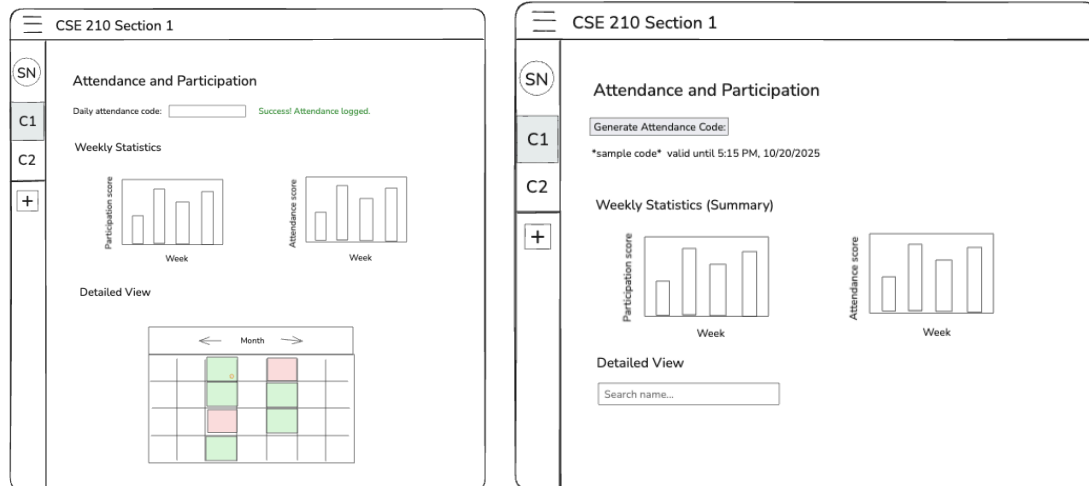 CSE 210 Section 1
SN
C1
C2
+
Attendance and Participation
Daily attendance code:
Success! Attendance logged.
Weekly Statistics
Participation score
Week
Attendance score
Week
Detailed View
Month
CSE 210 Section 1
SN
C1
C2
+
Attendance and Participation
Generate Attendance Code:
*sample code* valid until 5:15 PM, 10/20/2025
Weekly Statistics (Summary)
Participation score
Week
Attendance score
Week
Detailed View
Search name...